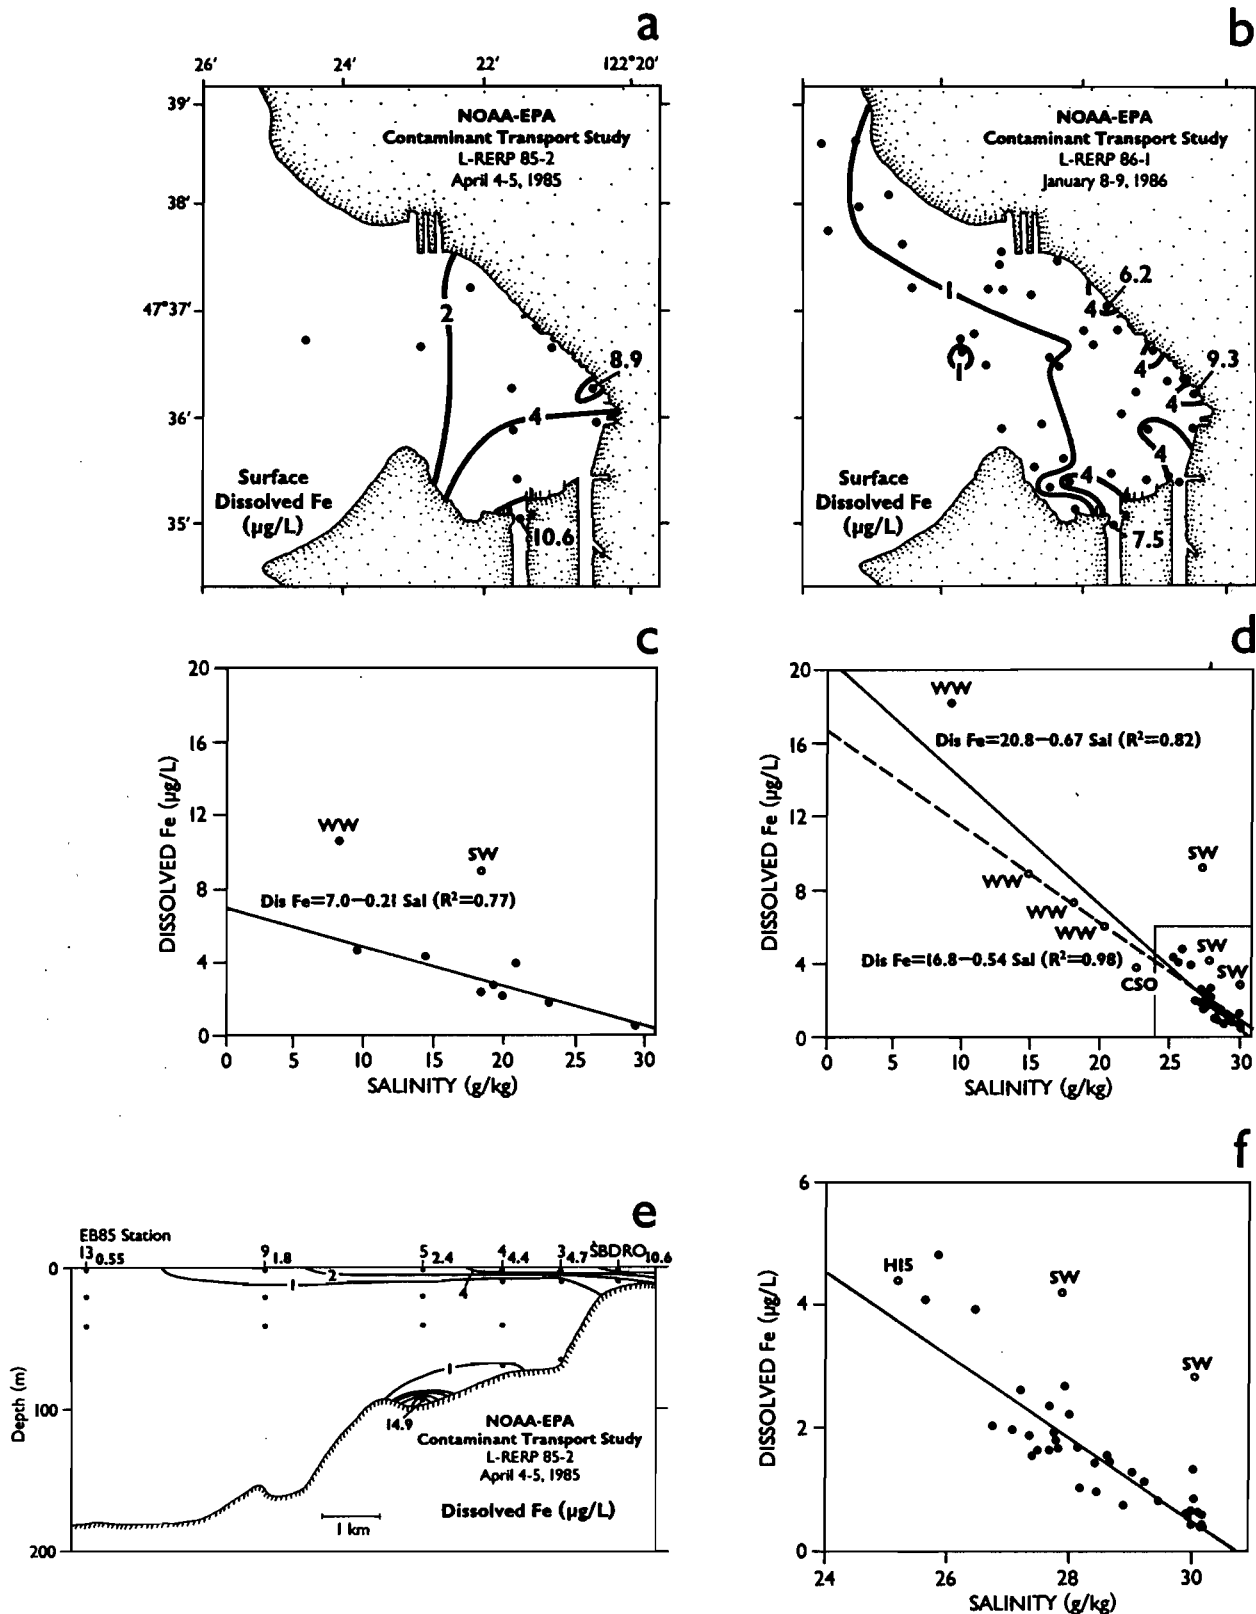 a
26′ 24′ 22′ 122°20′
39′
38′
47°37′
36′
35′
NOAA-EPA
Contaminant Transport Study
L-RERP 85-2
April 4-5, 1985
2
8.9
4
10.6
Surface
Dissolved Fe
(µg/L)
b
NOAA-EPA
Contaminant Transport Study
L-RERP 86-1
January 8-9, 1986
1
6.2
4
9.3
4
4
1
4
4
7.5
Surface
Dissolved Fe
(µg/L)
c
20
16
12
8
4
0
DISSOLVED Fe (µg/L)
WW
SW
Dis Fe=7.0−0.21 Sal (R²=0.77)
0 5 10 15 20 25 30
SALINITY (g/kg)
d
20
16
12
8
4
0
DISSOLVED Fe (µg/L)
WW
Dis Fe=20.8−0.67 Sal (R²=0.82)
SW
WW
WW
WW
SW
Dis Fe=16.8−0.54 Sal (R²=0.98)
SW
CSO
0 5 10 15 20 25 30
SALINITY (g/kg)
e
EB85 Station
13 0.55 9 1.8 5 2.4 4 4.4 3 4.7 SBDRO 10.6
0
100
200
Depth (m)
2
1
4
1
14.9
NOAA-EPA
Contaminant Transport Study
L-RERP 85-2
April 4-5, 1985
Dissolved Fe (µg/L)
1 km
f
6
4
2
0
DISSOLVED Fe (µg/L)
HI5
SW
SW
24 26 28 30
SALINITY (g/kg)